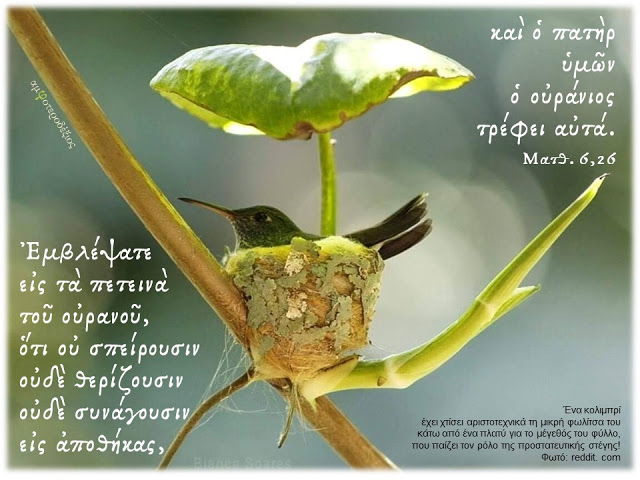 Ἐμβλέψατε
εἰς τὰ πετεινὰ
τοῦ οὐρανοῦ,
ὅτι οὐ σπείρουσιν
οὐδὲ θερίζουσιν
οὐδὲ συνάγουσιν
εἰς ἀποθήκας,
καὶ ὁ πατὴρ
ὑμῶν
ὁ οὐράνιος
τρέφει αὐτά.
Ματθ. 6,26
Ένα κολιμπρί
έχει χτίσει αριστοτεχνικά τη μικρή φωλίτσα του
κάτω από ένα πλατύ για το μέγεθός του φύλλο,
που παίζει τον ρόλο της προστατευτικής στέγης!
Φωτό: reddit. com
Bianca Soares